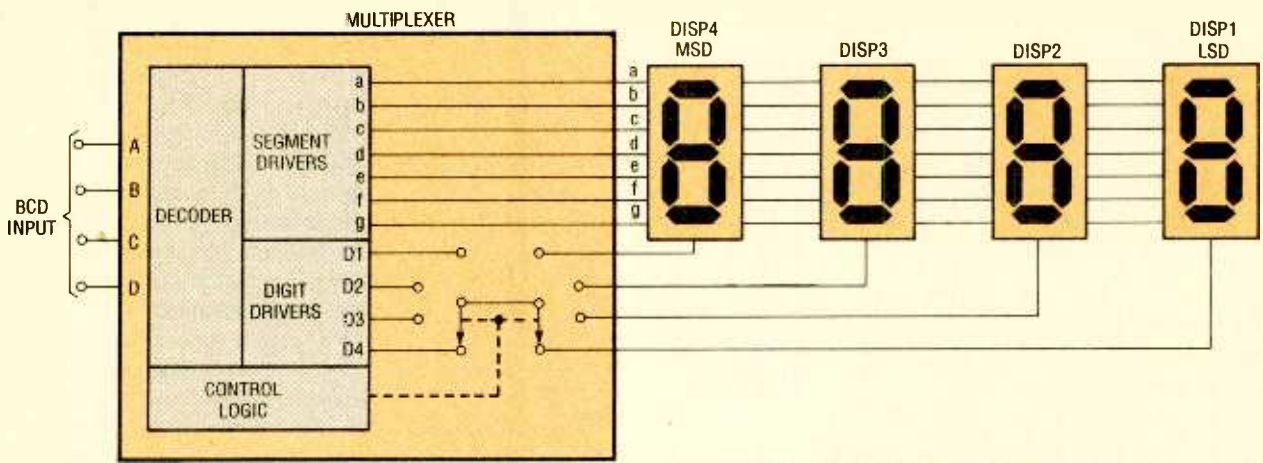 MULTIPLEXER
DISP4
MSD
DISP3
DISP2
DISP1
LSD
BCD
INPUT
A
B
C
D
DECODER
SEGMENT
DRIVERS
a
b
c
d
e
f
g
DIGIT
DRIVERS
D1
D2
D3
D4
CONTROL
LOGIC
a
b
c
d
e
f
g